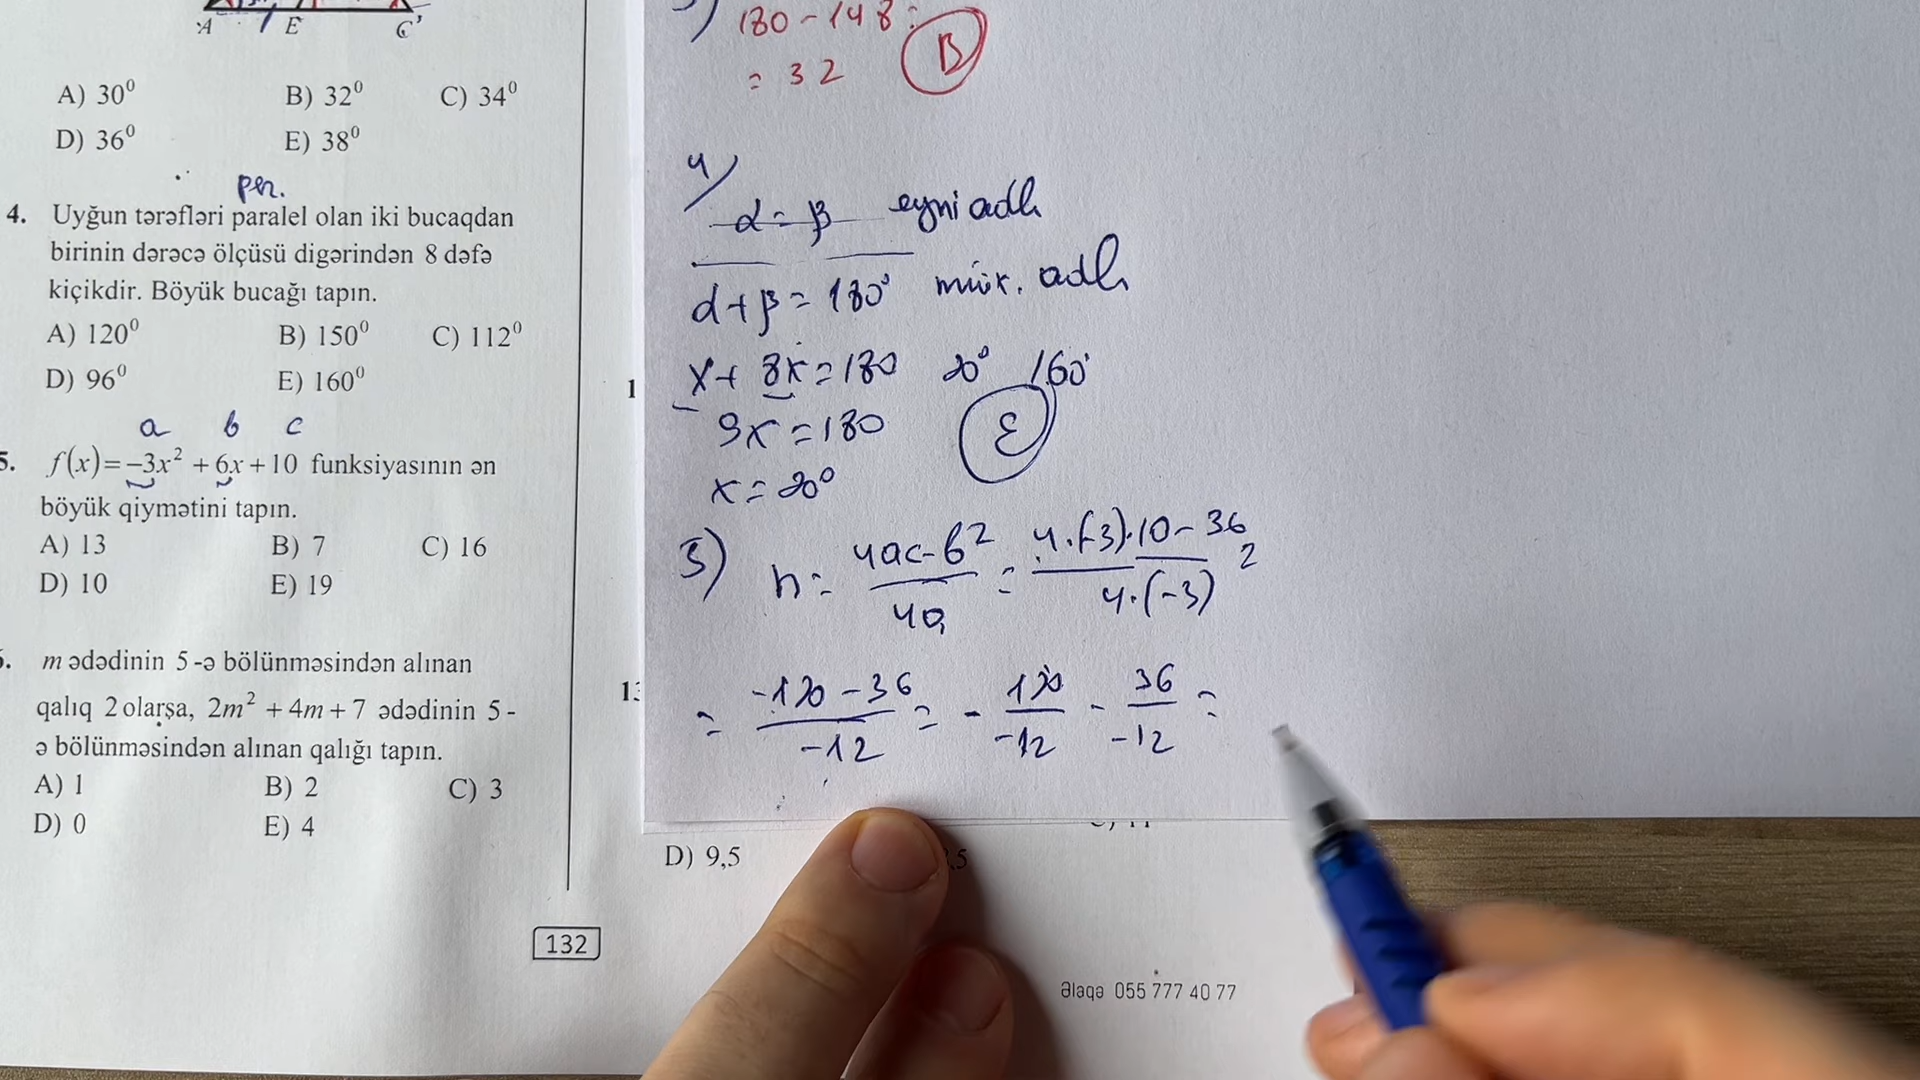 A E C
A) 30⁰ B) 32⁰ C) 34⁰
D) 36⁰ E) 38⁰
per.
4. Uyğun tərəfləri paralel olan iki bucaqdan
birinin dərəcə ölçüsü digərindən 8 dəfə
kiçikdir. Böyük bucağı tapın.
A) 120⁰ B) 150⁰ C) 112⁰
D) 96⁰ E) 160⁰
a b c
5. f(x)=−3x² + 6x + 10 funksiyasının ən
böyük qiymətini tapın.
A) 13 B) 7 C) 16
D) 10 E) 19
m ədədinin 5 -ə bölünməsindən alınan
qalıq 2 olarsa, 2m² + 4m + 7 ədədinin 5 -
ə bölünməsindən alınan qalığı tapın.
A) 1 B) 2 C) 3
D) 0 E) 4
132
180 - 148 =
= 32 B
4)
α = β eyni adlı
α + β = 180° müx. adlı
x + 8x = 180 20° 160°
9x = 180 E
x = 20°
5) n = (4ac - b²)/(4a) = (4·(-3)·10 - 36)/(4·(-3)) =
= (-120 - 36)/(-12) = - 120/-12 - 36/-12 =
1
13
D) 9,5 ,5
Əlaqə 055 777 40 77